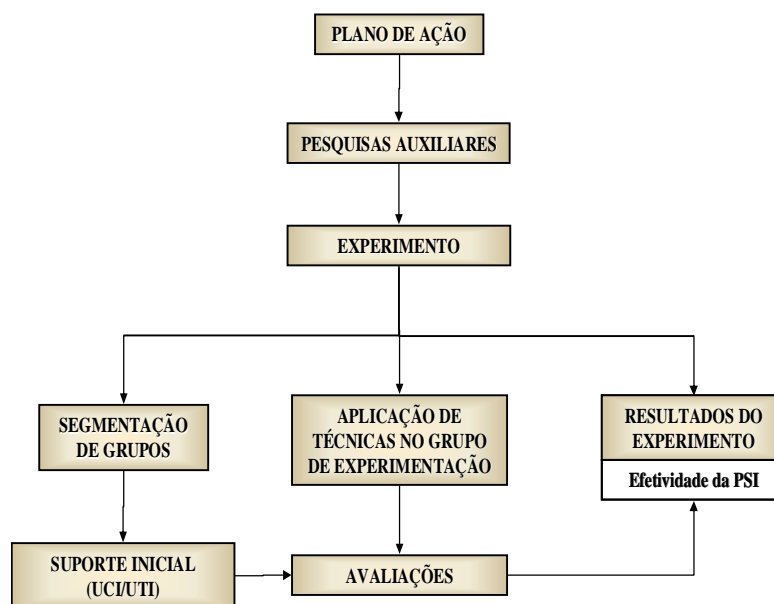 PLANO DE AÇÃO
PESQUISAS AUXILIARES
EXPERIMENTO
SEGMENTAÇÃO
DE GRUPOS
APLICAÇÃO DE
TÉCNICAS NO GRUPO
DE EXPERIMENTAÇÃO
RESULTADOS DO
EXPERIMENTO
Efetividade da PSI
SUPORTE INICIAL
(UCI/UTI)
AVALIAÇÕES